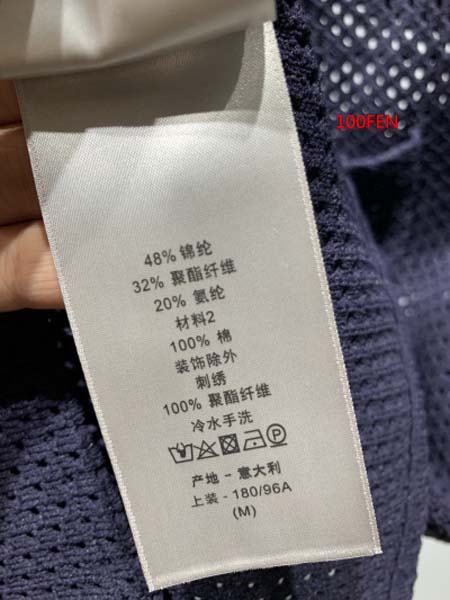 100FEN
48% 锦纶
32% 聚酯纤维
20% 氨纶
材料2
100% 棉
装饰除外
刺绣
100% 聚酯纤维
冷水手洗
产地 - 意大利
上装 - 180/96A
(M)